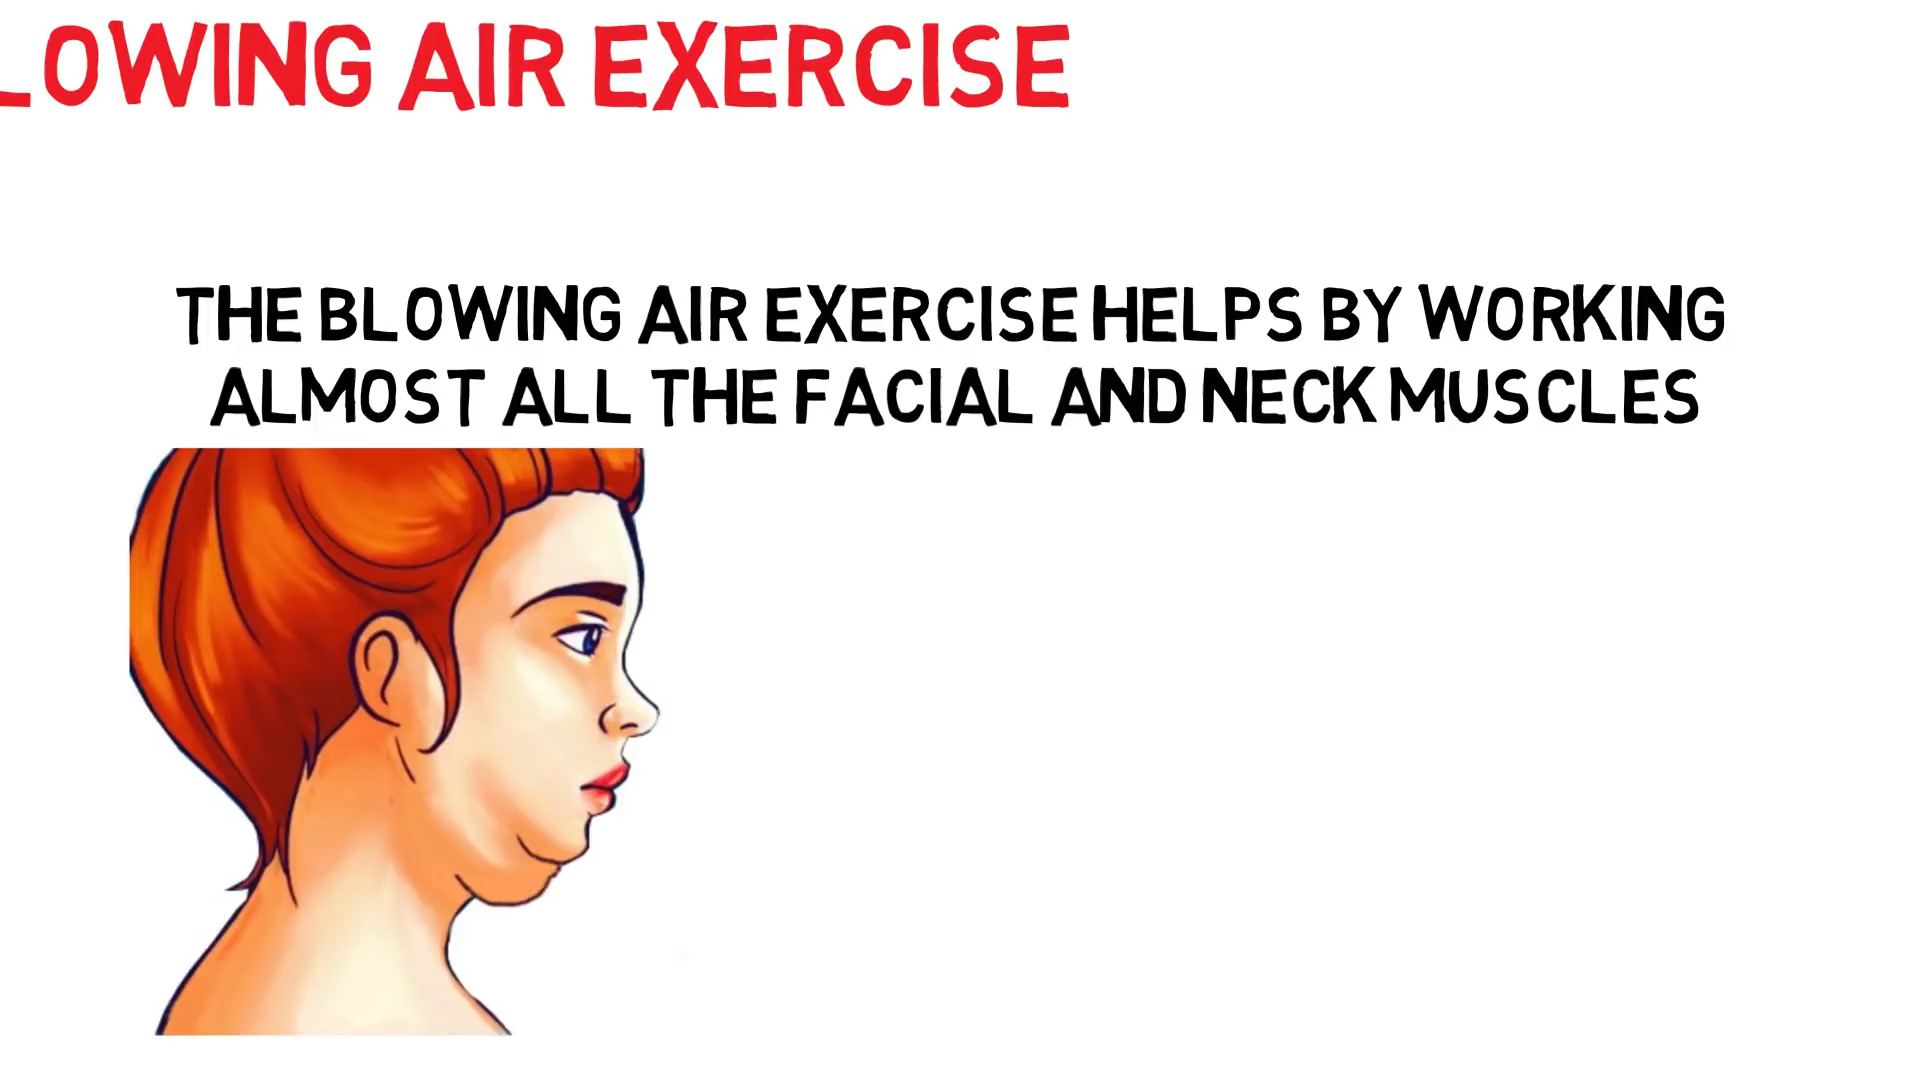 LOWING AIR EXERCISE
THE BLOWING AIR EXERCISE HELPS BY WORKING
ALMOST ALL THE FACIAL AND NECK MUSCLES